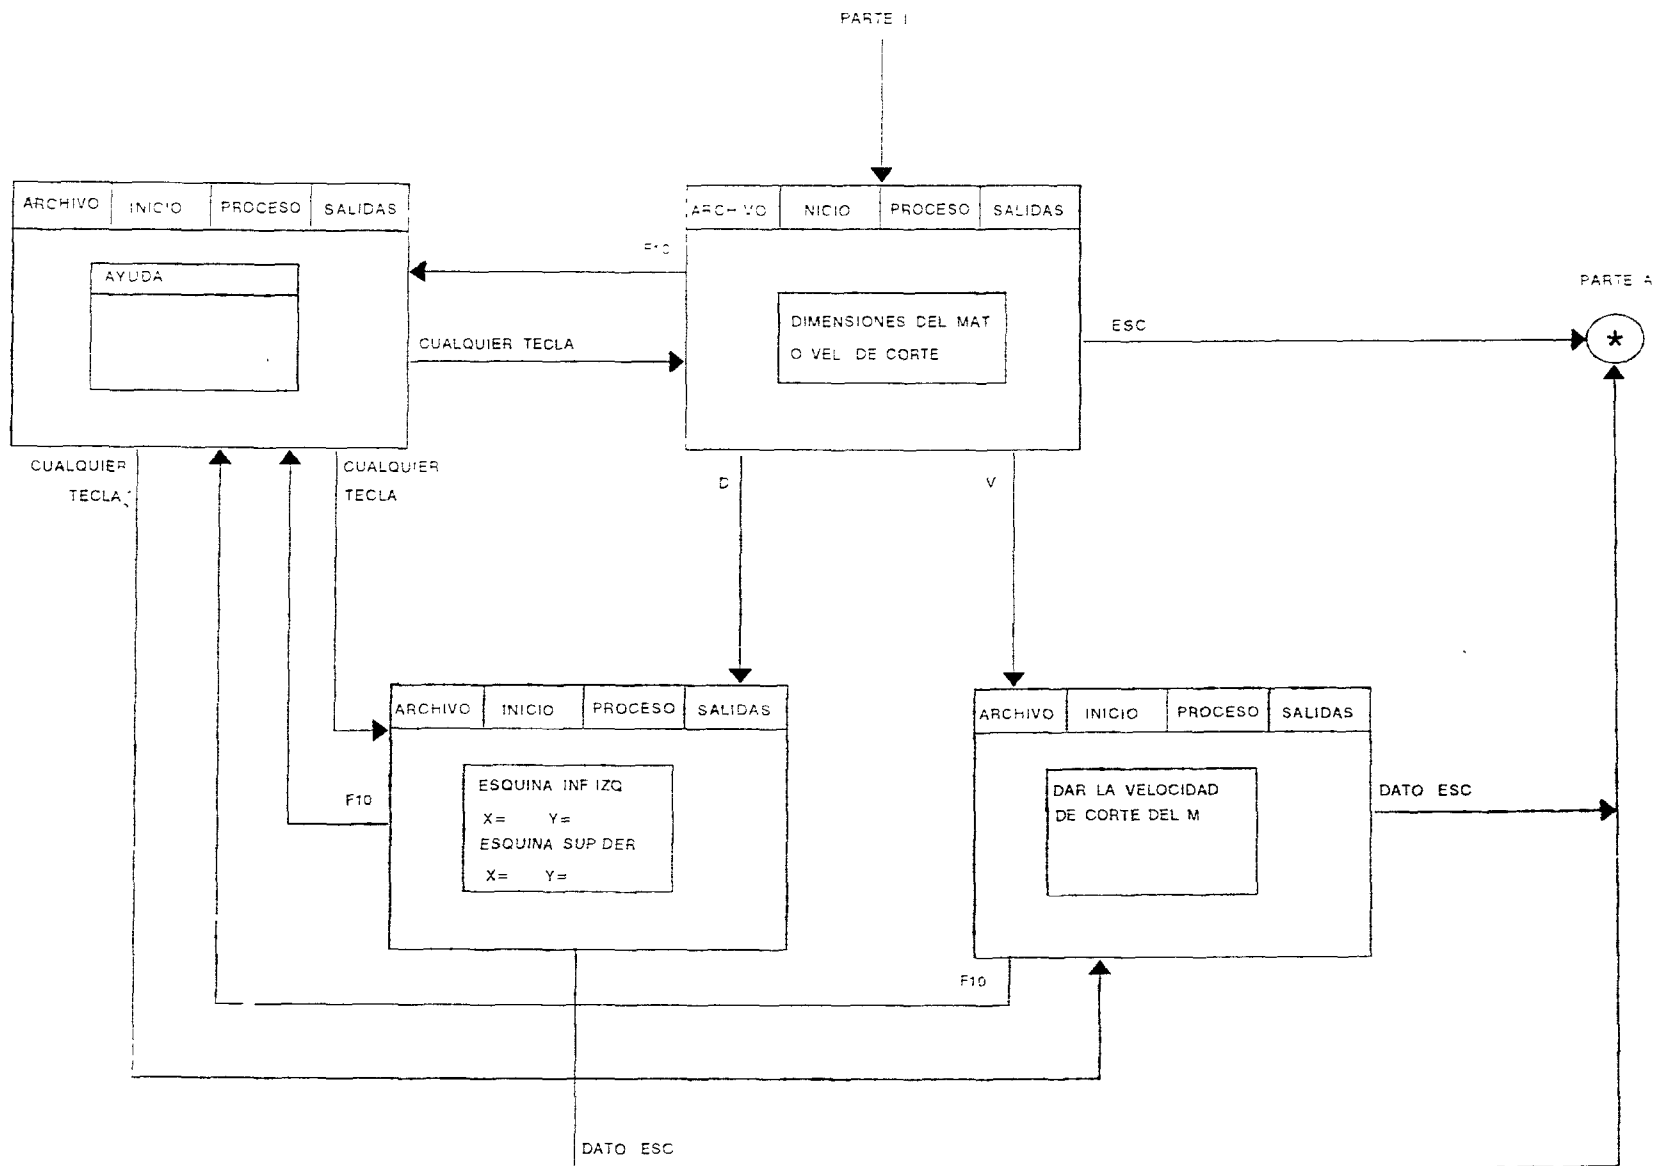 PARTE I
ARCHIVO INICIO PROCESO SALIDAS
AYUDA
ARCHIVO NICIO PROCESO SALIDAS
F10
CUALQUIER TECLA
DIMENSIONES DEL MAT
O VEL DE CORTE
ESC
PARTE A
*
CUALQUIER
TECLA
CUALQUIER
TECLA
D
V
ARCHIVO INICIO PROCESO SALIDAS
ESQUINA INF IZQ
X= Y=
ESQUINA SUP DER
X= Y=
F10
ARCHIVO INICIO PROCESO SALIDAS
DAR LA VELOCIDAD
DE CORTE DEL M
DATO ESC
F10
DATO ESC